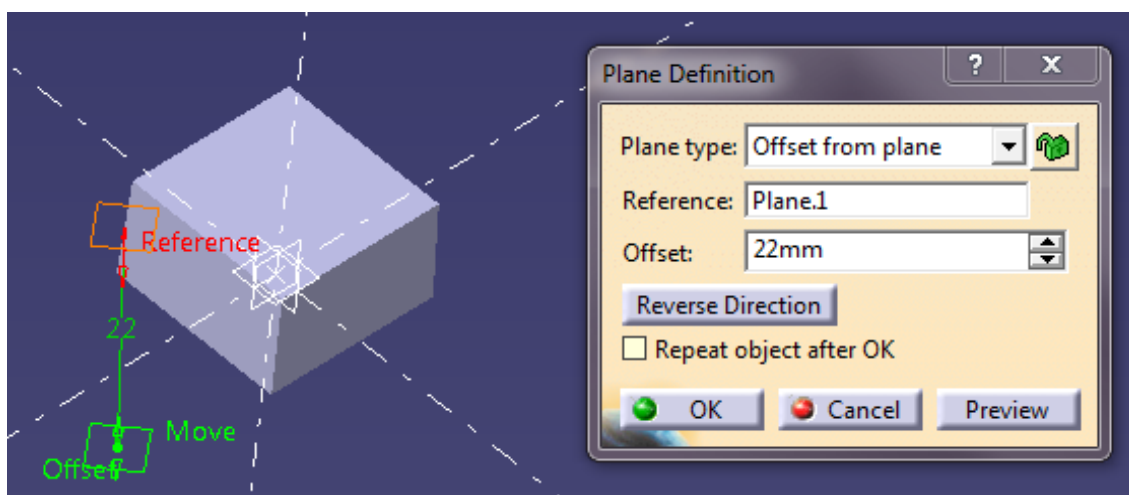 Reference
22
Move
Offset
Plane Definition
? X
Plane type: Offset from plane
Reference: Plane.1
Offset: 22mm
Reverse Direction
Repeat object after OK
OK Cancel Preview